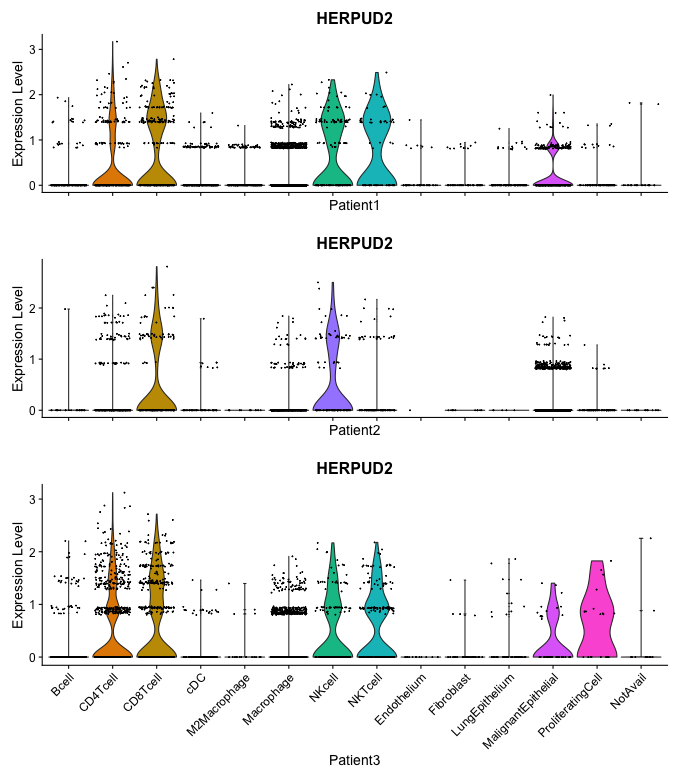 HERPUD2
Expression Level
3
2
1
0
Patient1
HERPUD2
Expression Level
2
1
0
Patient2
HERPUD2
Expression Level
3
2
1
0
Bcell
CD4Tcell
CD8Tcell
cDC
M2Macrophage
Macrophage
NKcell
NKTcell
Endothelium
Fibroblast
LungEpithelium
MalignantEpithelial
ProliferatingCell
NotAvail
Patient3